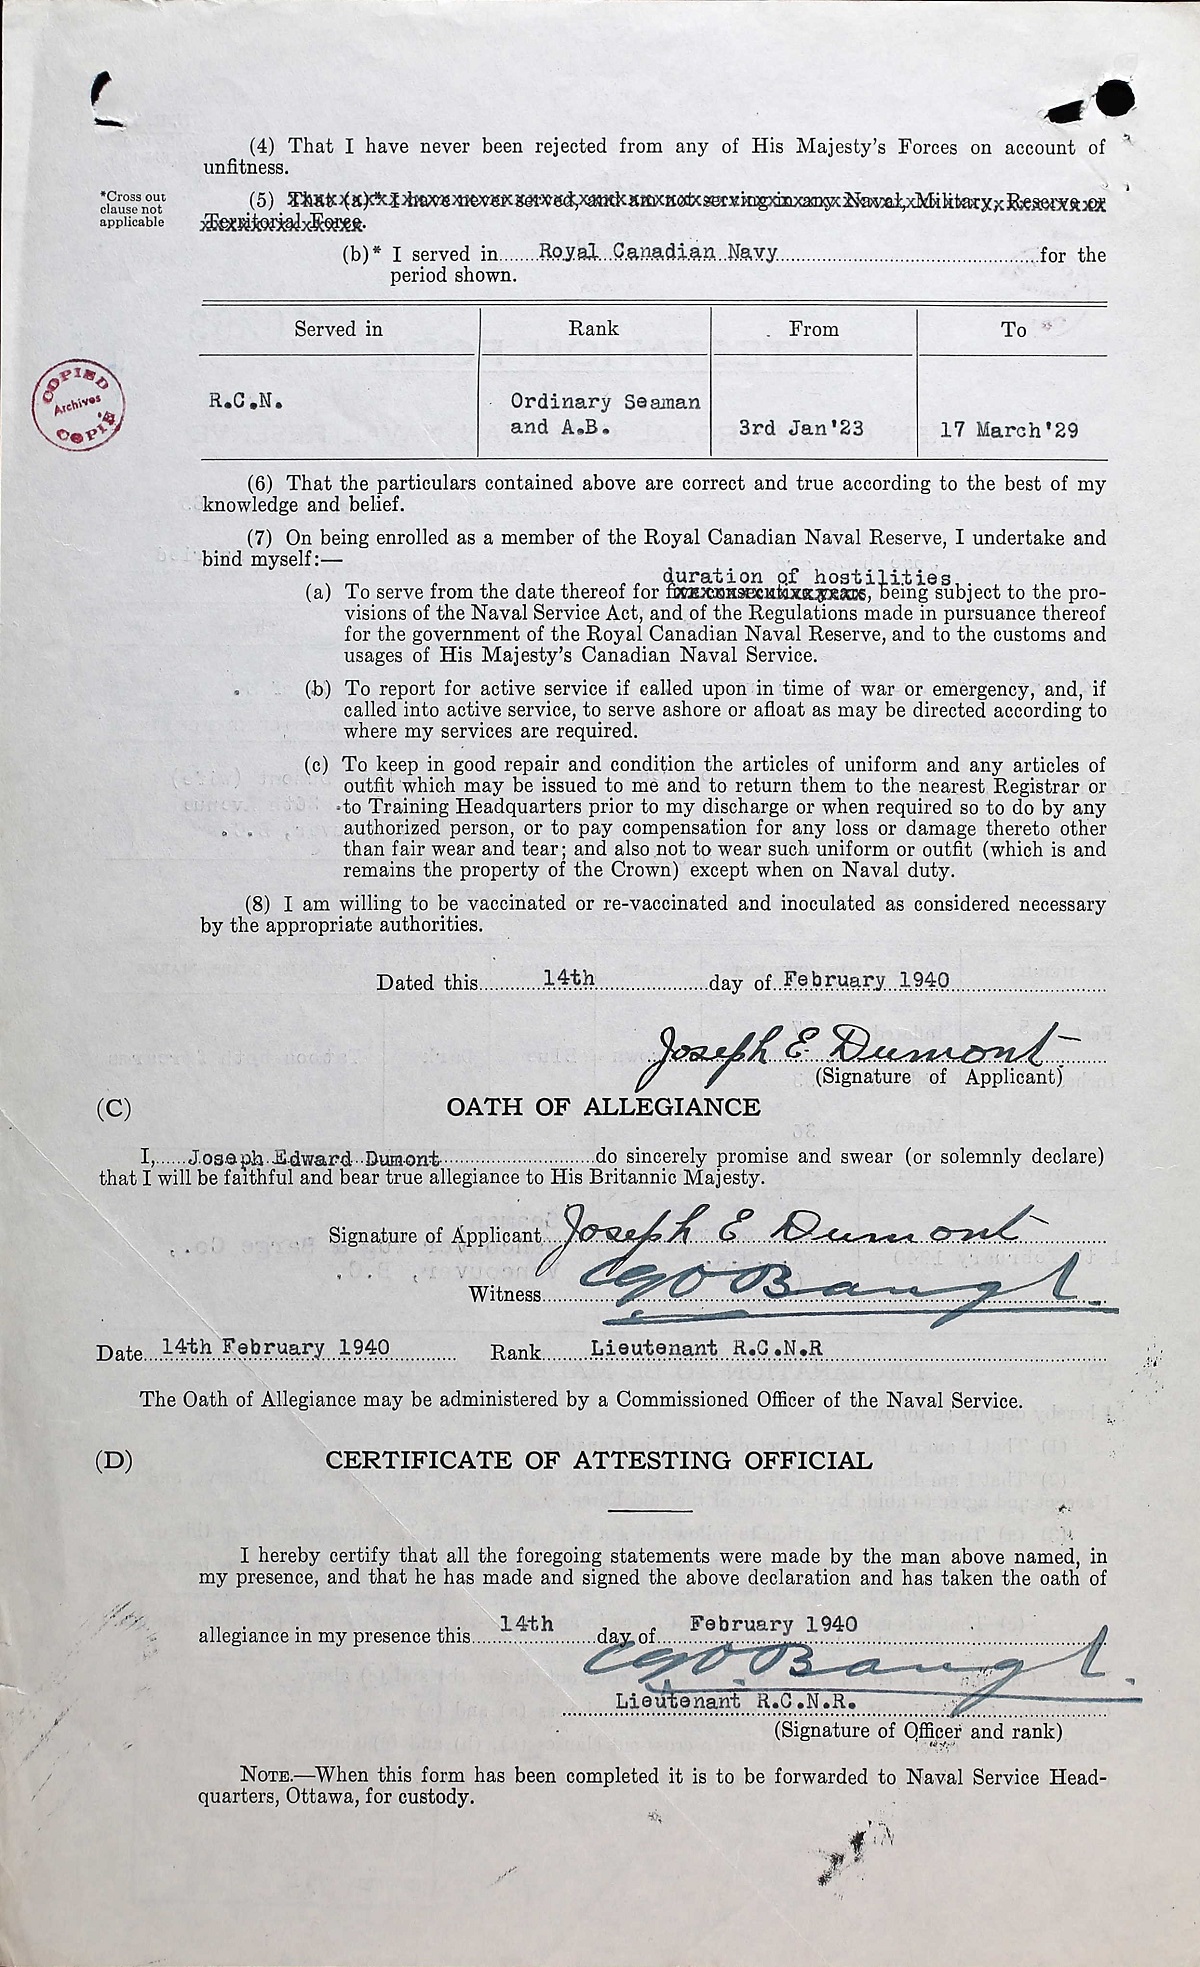 (4) That I have never been rejected from any of His Majesty's Forces on account of
unfitness.
*Cross out
clause not
applicable
(5) That (a)* I have never served, and am not serving in any Naval, Military, Reserve or
Territorial Force.
(b)* I served in Royal Canadian Navy for the
period shown.
Served in Rank From To
COPIED
Archives
COPIÉ
R.C.N. Ordinary Seaman
and A.B. 3rd Jan'23 17 March'29
(6) That the particulars contained above are correct and true according to the best of my
knowledge and belief.
(7) On being enrolled as a member of the Royal Canadian Naval Reserve, I undertake and
bind myself:—
duration of hostilities
(a) To serve from the date thereof for five consecutive years, being subject to the pro-
visions of the Naval Service Act, and of the Regulations made in pursuance thereof
for the government of the Royal Canadian Naval Reserve, and to the customs and
usages of His Majesty's Canadian Naval Service.
(b) To report for active service if called upon in time of war or emergency, and, if
called into active service, to serve ashore or afloat as may be directed according to
where my services are required.
(c) To keep in good repair and condition the articles of uniform and any articles of
outfit which may be issued to me and to return them to the nearest Registrar or
to Training Headquarters prior to my discharge or when required so to do by any
authorized person, or to pay compensation for any loss or damage thereto other
than fair wear and tear; and also not to wear such uniform or outfit (which is and
remains the property of the Crown) except when on Naval duty.
(8) I am willing to be vaccinated or re-vaccinated and inoculated as considered necessary
by the appropriate authorities.
Dated this 14th day of February 1940
Joseph E Dumont
(Signature of Applicant)
(C) OATH OF ALLEGIANCE
I, Joseph Edward Dumont do sincerely promise and swear (or solemnly declare)
that I will be faithful and bear true allegiance to His Britannic Majesty.
Signature of Applicant Joseph E Dumont
Witness
Date 14th February 1940 Rank Lieutenant R.C.N.R
The Oath of Allegiance may be administered by a Commissioned Officer of the Naval Service.
(D) CERTIFICATE OF ATTESTING OFFICIAL
I hereby certify that all the foregoing statements were made by the man above named, in
my presence, and that he has made and signed the above declaration and has taken the oath of
allegiance in my presence this 14th day of February 1940
Lieutenant R.C.N.R.
(Signature of Officer and rank)
NOTE.—When this form has been completed it is to be forwarded to Naval Service Head-
quarters, Ottawa, for custody.